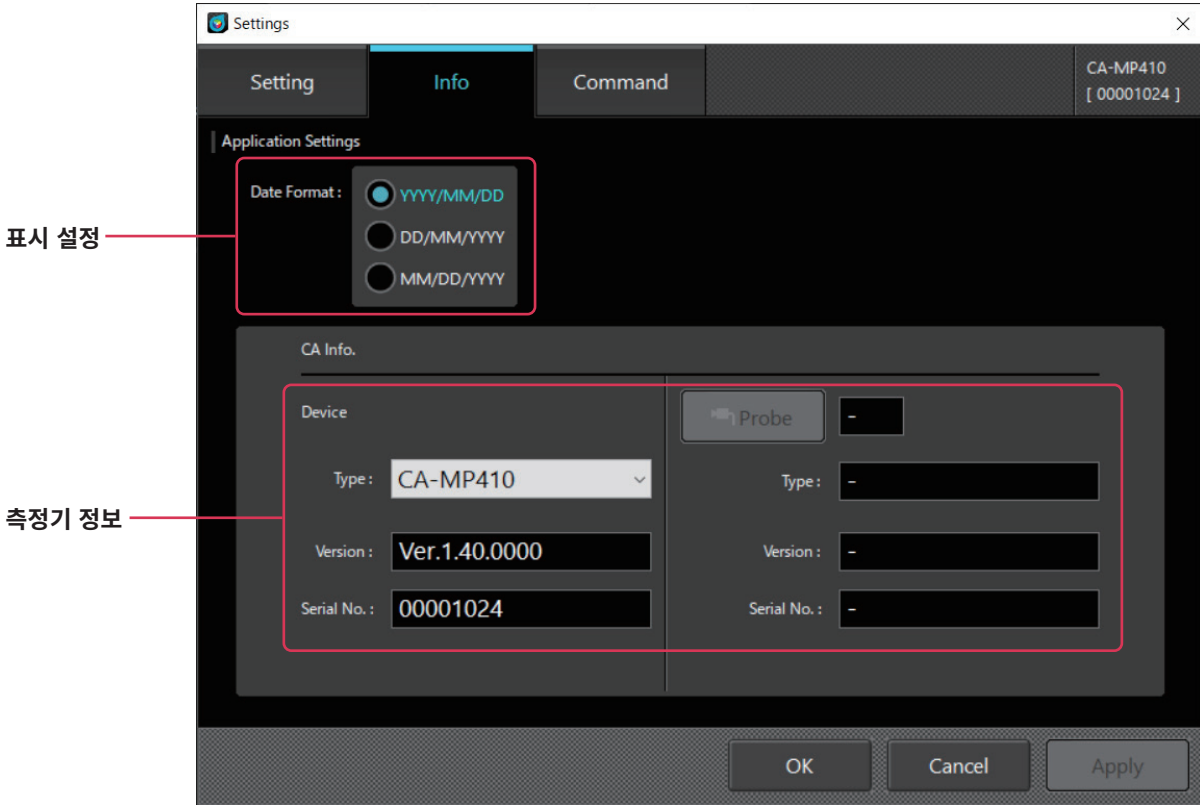 Settings
Setting
Info
Command
CA-MP410
[ 00001024 ]
Application Settings
표시 설정
Date Format :
YYYY/MM/DD
DD/MM/YYYY
MM/DD/YYYY
CA Info.
측정기 정보
Device
Type :
CA-MP410
Version :
Ver.1.40.0000
Serial No. :
00001024
Probe
-
Type :
-
Version :
-
Serial No. :
-
OK
Cancel
Apply